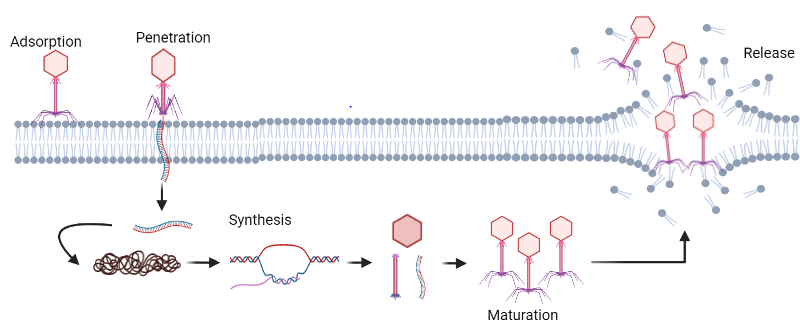 Adsorption
Penetration
Release
Synthesis
Maturation